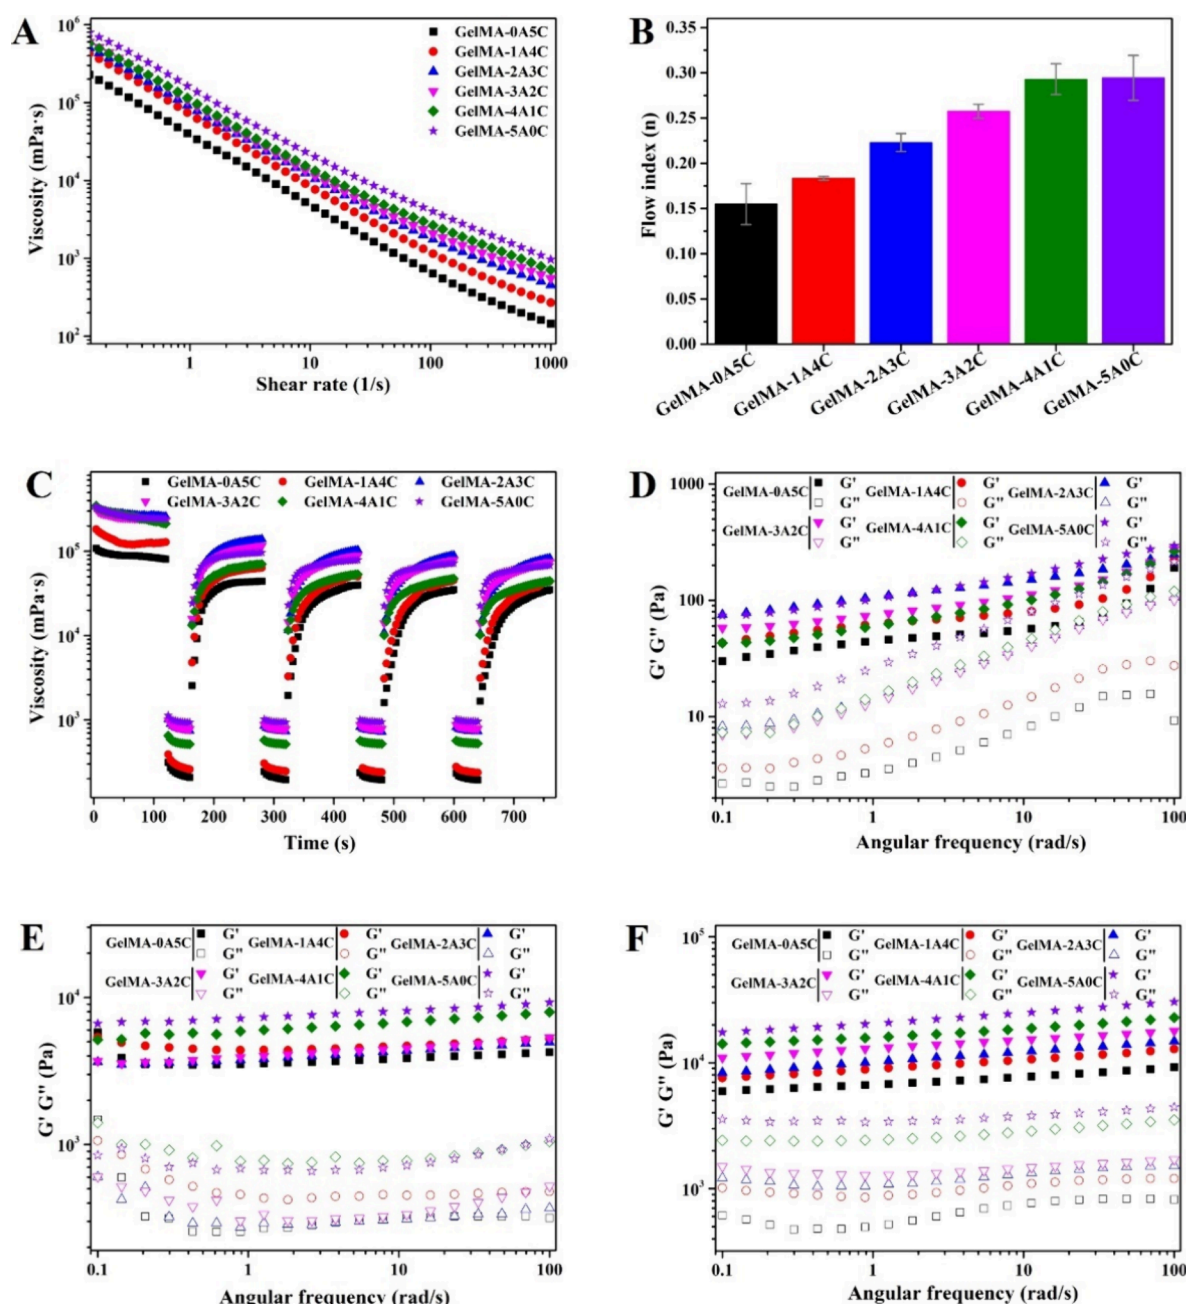 A
10⁶
10⁵
10⁴
10³
10²
Viscosity (mPa·s)
GelMA-0A5C
GelMA-1A4C
GelMA-2A3C
GelMA-3A2C
GelMA-4A1C
GelMA-5A0C
1 10 100 1000
Shear rate (1/s)
B
0.35
0.30
0.25
0.20
0.15
0.10
0.05
0.00
Flow index (n)
GelMA-0A5C
GelMA-1A4C
GelMA-2A3C
GelMA-3A2C
GelMA-4A1C
GelMA-5A0C
C
GelMA-0A5C GelMA-1A4C GelMA-2A3C
GelMA-3A2C GelMA-4A1C GelMA-5A0C
10⁵
10⁴
10³
Viscosity (mPa·s)
0 100 200 300 400 500 600 700
Time (s)
D
1000
100
10
G' G" (Pa)
GelMA-0A5C G' G" GelMA-1A4C G' G" GelMA-2A3C G' G"
GelMA-3A2C G' G" GelMA-4A1C G' G" GelMA-5A0C G' G"
0.1 1 10 100
Angular frequency (rad/s)
E
10⁴
10³
G' G" (Pa)
GelMA-0A5C G' G" GelMA-1A4C G' G" GelMA-2A3C G' G"
GelMA-3A2C G' G" GelMA-4A1C G' G" GelMA-5A0C G' G"
0.1 1 10 100
Angular frequency (rad/s)
F
10⁵
10⁴
10³
G' G" (Pa)
GelMA-0A5C G' G" GelMA-1A4C G' G" GelMA-2A3C G' G"
GelMA-3A2C G' G" GelMA-4A1C G' G" GelMA-5A0C G' G"
0.1 1 10 100
Angular frequency (rad/s)